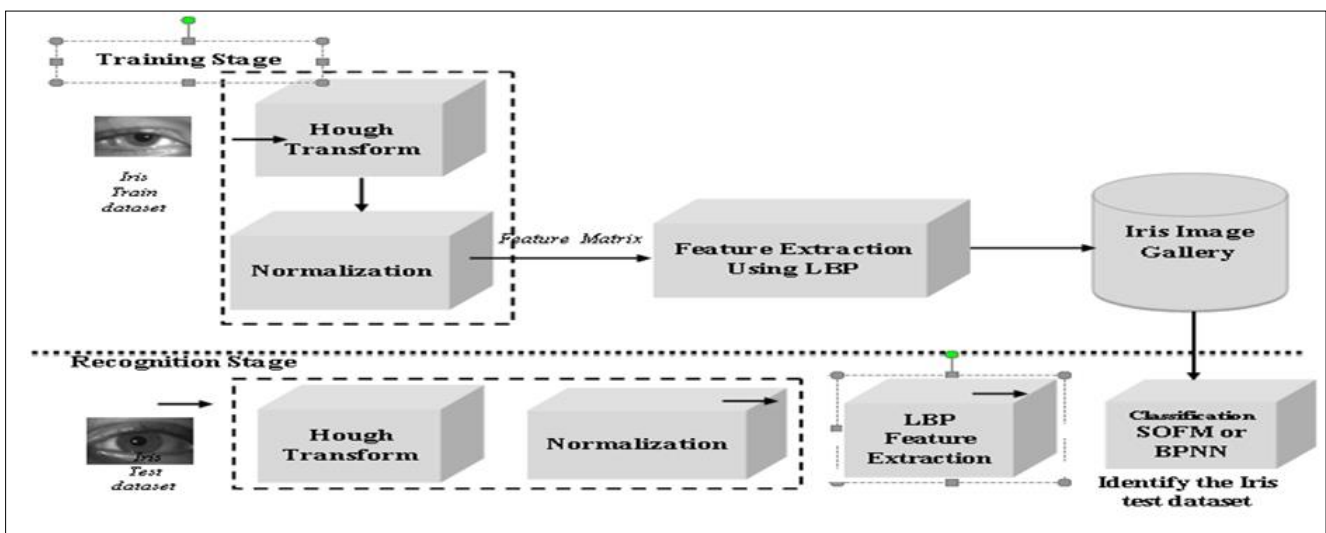 Training Stage
Hough
Transform
Iris
Train
dataset
Normalization
Feature Matrix
Feature Extraction
Using LBP
Iris Image
Gallery
Recognition Stage
Iris
Test
dataset
Hough
Transform
Normalization
LBP
Feature
Extraction
Classification
SOFM or
BPNN
Identify the Iris
test dataset